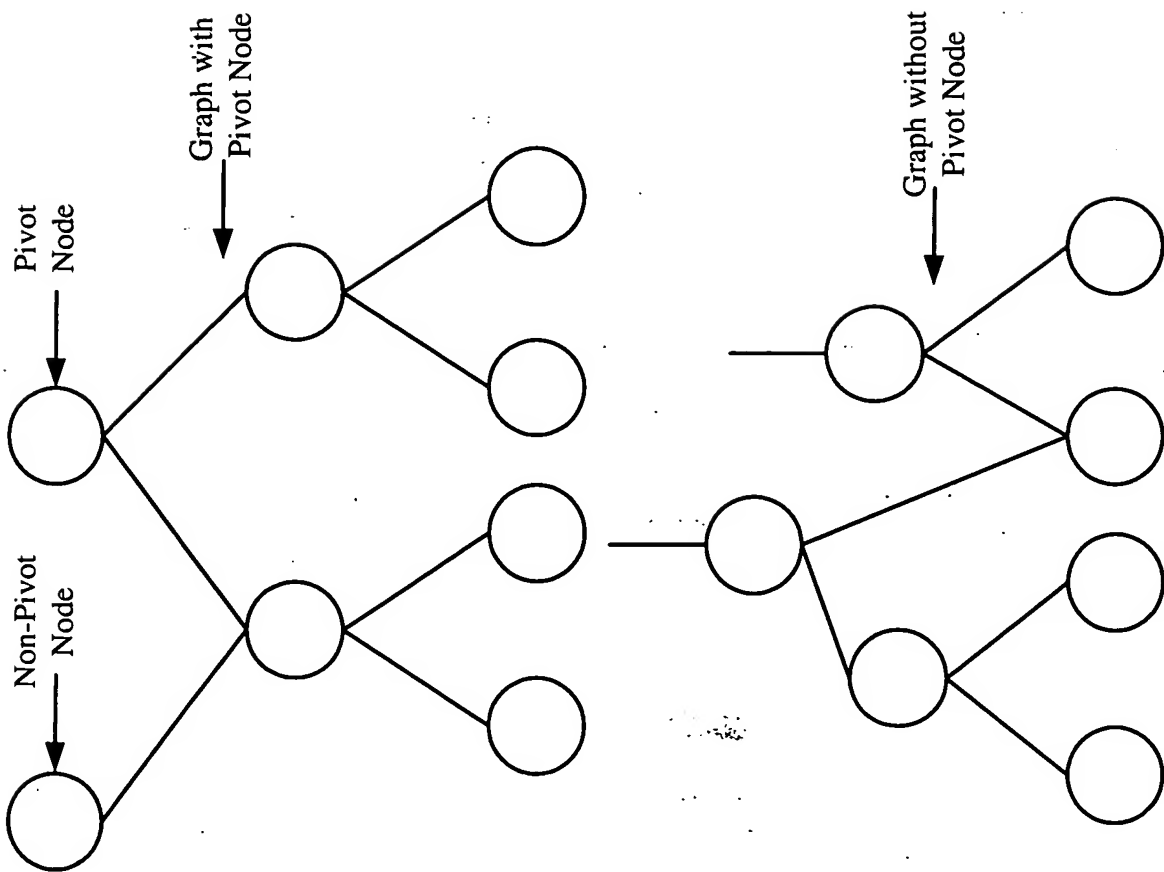 Non-Pivot
Node
Pivot
Node
Graph with
Pivot Node
Graph without
Pivot Node